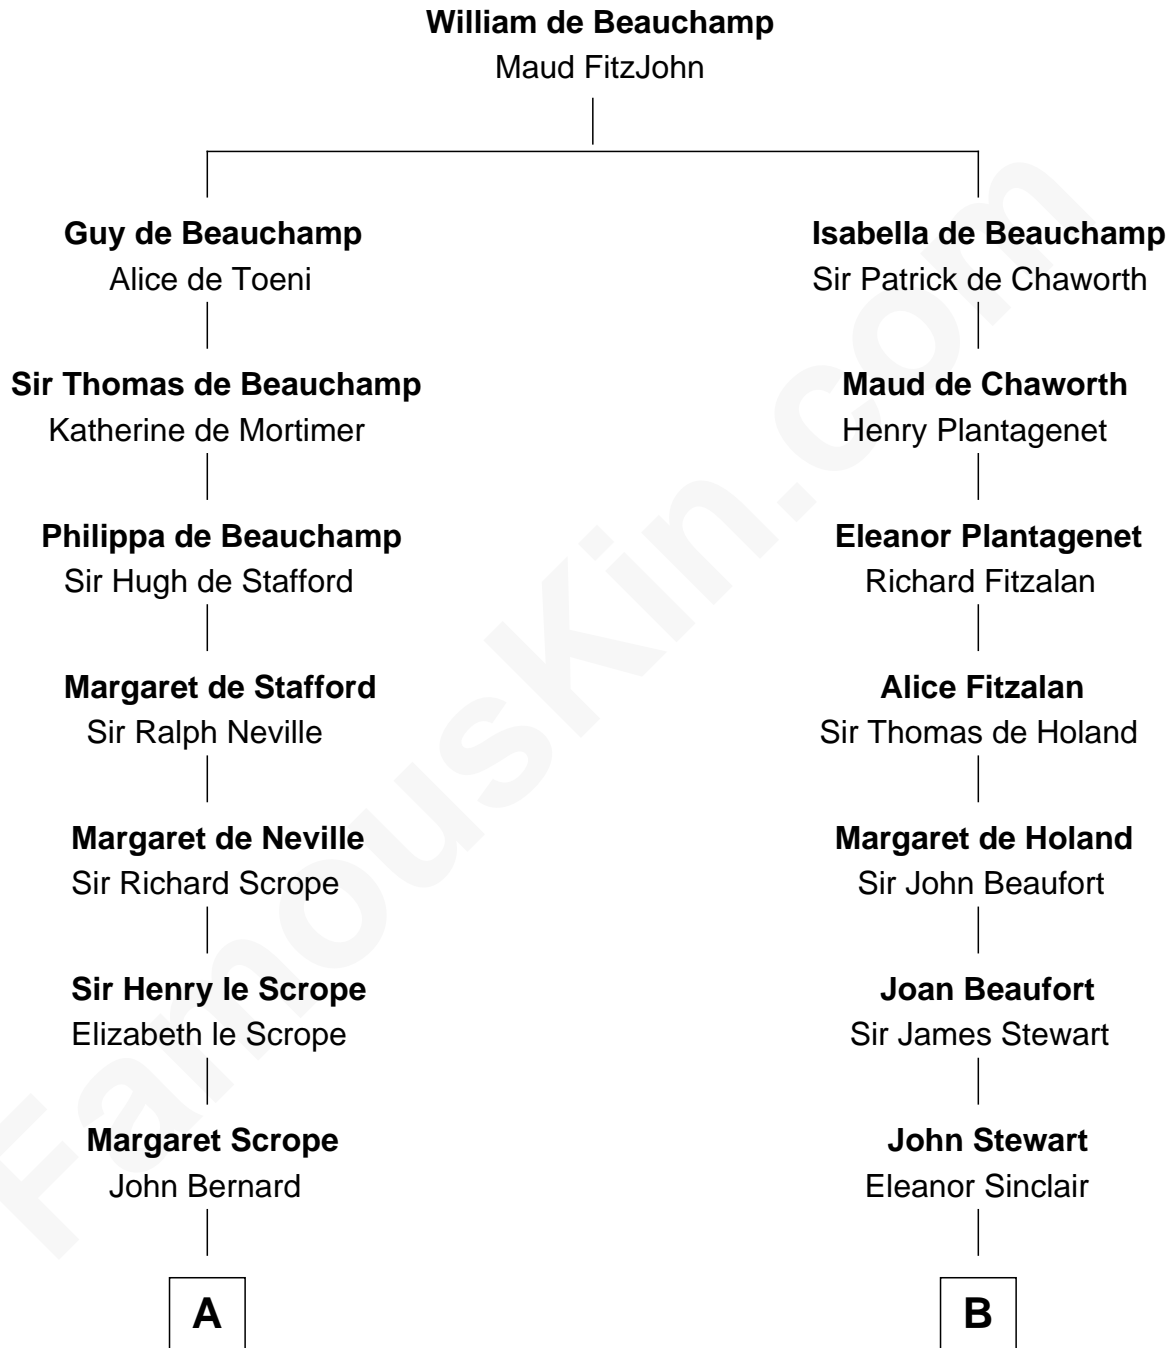 William de Beauchamp
Maud FitzJohn
Guy de Beauchamp
Alice de Toeni
Isabella de Beauchamp
Sir Patrick de Chaworth
Sir Thomas de Beauchamp
Katherine de Mortimer
Maud de Chaworth
Henry Plantagenet
Philippa de Beauchamp
Sir Hugh de Stafford
Eleanor Plantagenet
Richard Fitzalan
Margaret de Stafford
Sir Ralph Neville
Alice Fitzalan
Sir Thomas de Holand
Margaret de Neville
Sir Richard Scrope
Margaret de Holand
Sir John Beaufort
Sir Henry le Scrope
Elizabeth le Scrope
Joan Beaufort
Sir James Stewart
Margaret Scrope
John Bernard
John Stewart
Eleanor Sinclair
A
B
FamousKin.com